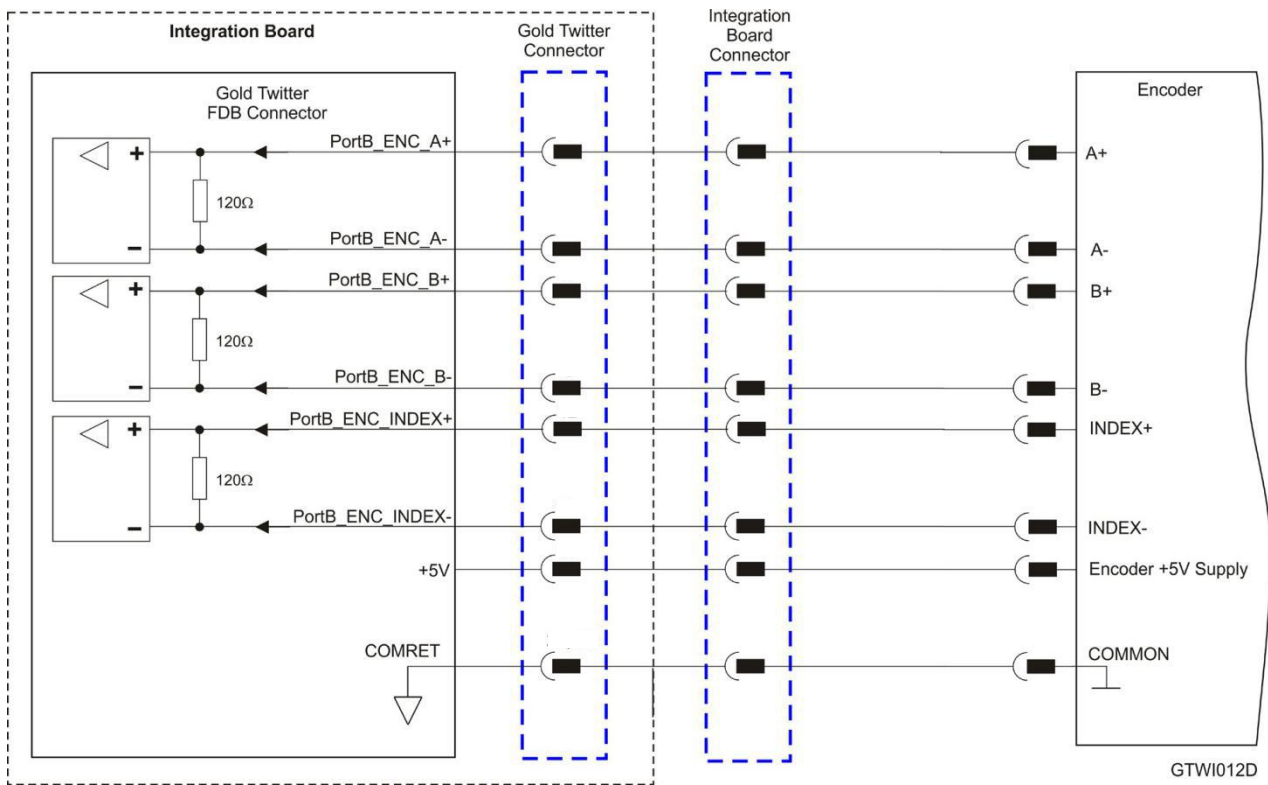 Integration Board
Gold Twitter
Connector
Integration
Board
Connector
Gold Twitter
FDB Connector
Encoder
+
PortB_ENC_A+
A+
120Ω
−
PortB_ENC_A-
A-
+
PortB_ENC_B+
B+
120Ω
−
PortB_ENC_B-
B-
+
PortB_ENC_INDEX+
INDEX+
120Ω
−
PortB_ENC_INDEX-
INDEX-
+5V
Encoder +5V Supply
COMRET
COMMON
GTWI012D